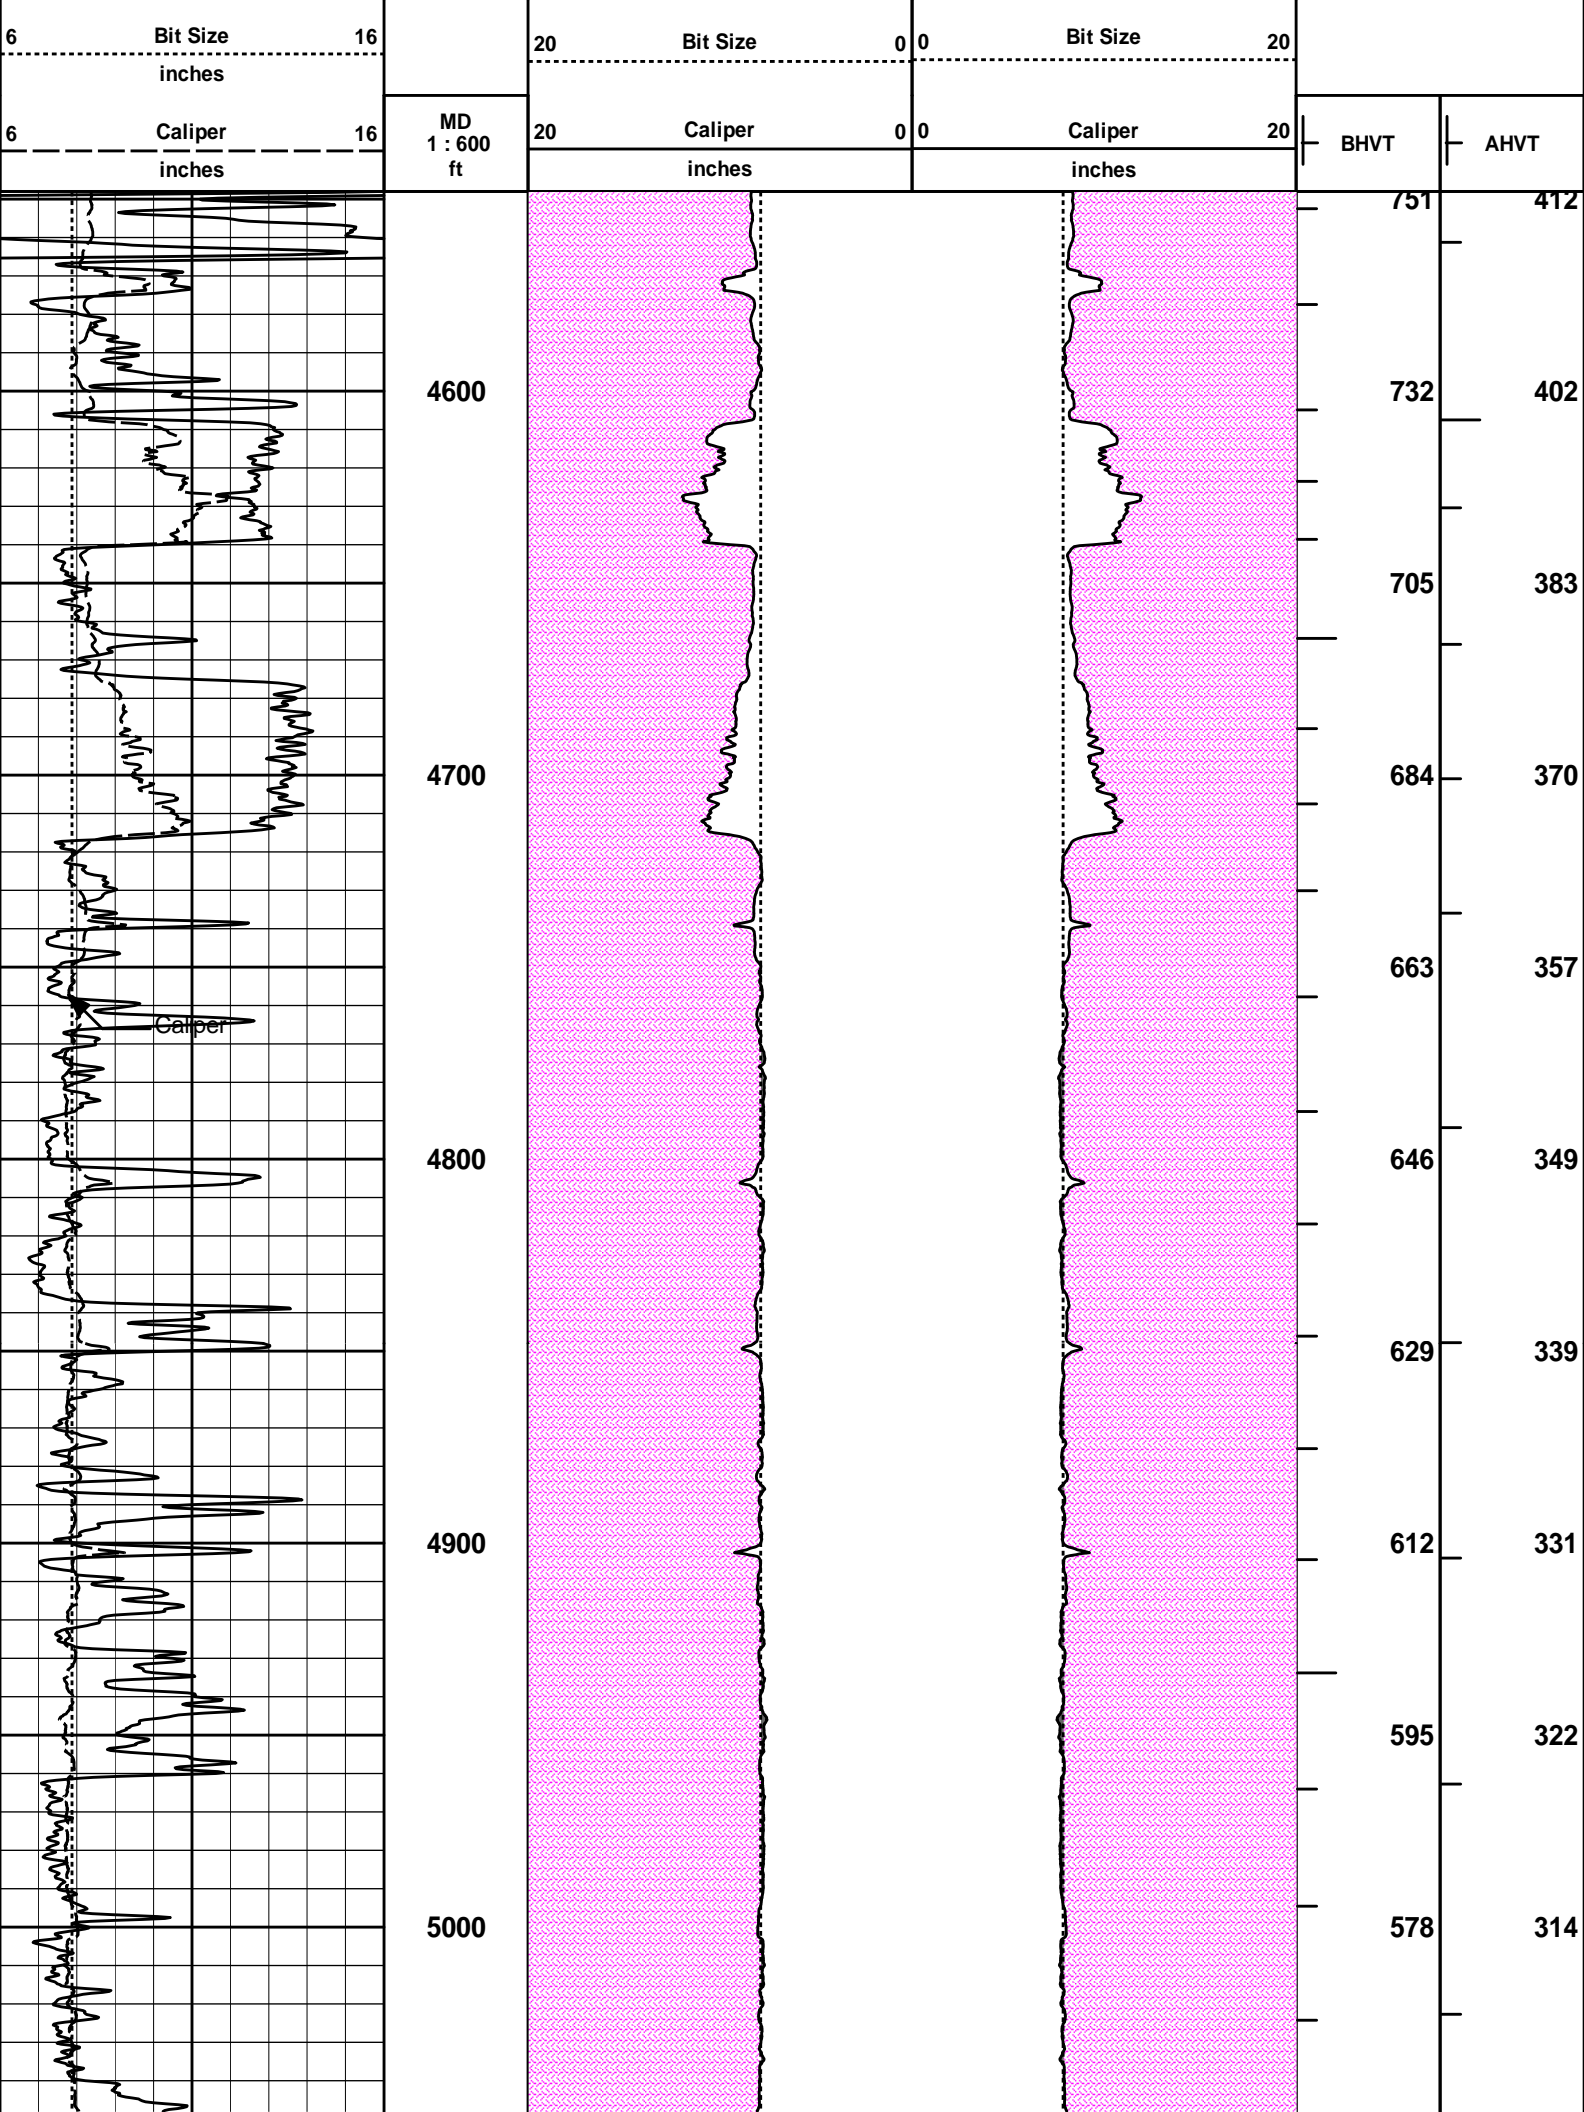 6 Bit Size 16
inches
6 Caliper 16
inches
MD
1 : 600
ft
20 Bit Size 0
20 Caliper 0
inches
0 Bit Size 20
0 Caliper 20
inches
BHVT
AHVT
751 412
4600 732 402
705 383
4700 684 370
663 357
Caliper
4800 646 349
629 339
4900 612 331
595 322
5000 578 314